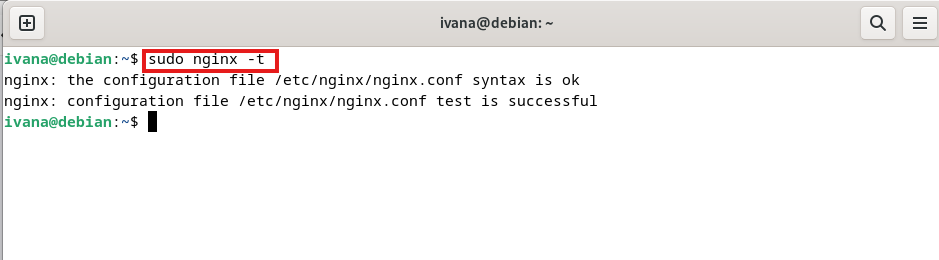 ivana@debian: ~
ivana@debian:~$ sudo nginx -t
nginx: the configuration file /etc/nginx/nginx.conf syntax is ok
nginx: configuration file /etc/nginx/nginx.conf test is successful
ivana@debian:~$